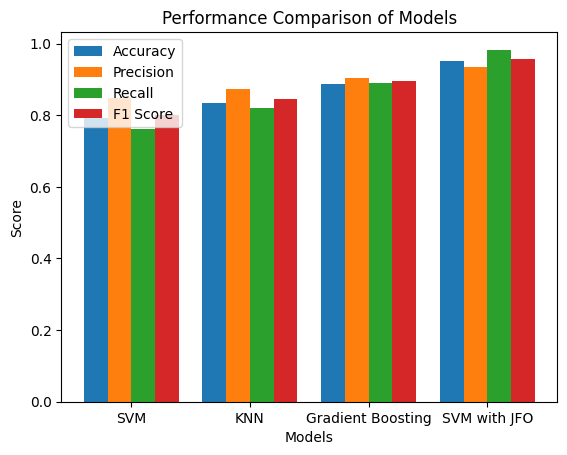 Performance Comparison of Models
Accuracy
Precision
Recall
F1 Score
1.0
0.8
0.6
0.4
0.2
0.0
Score
SVM
KNN
Gradient Boosting
SVM with JFO
Models